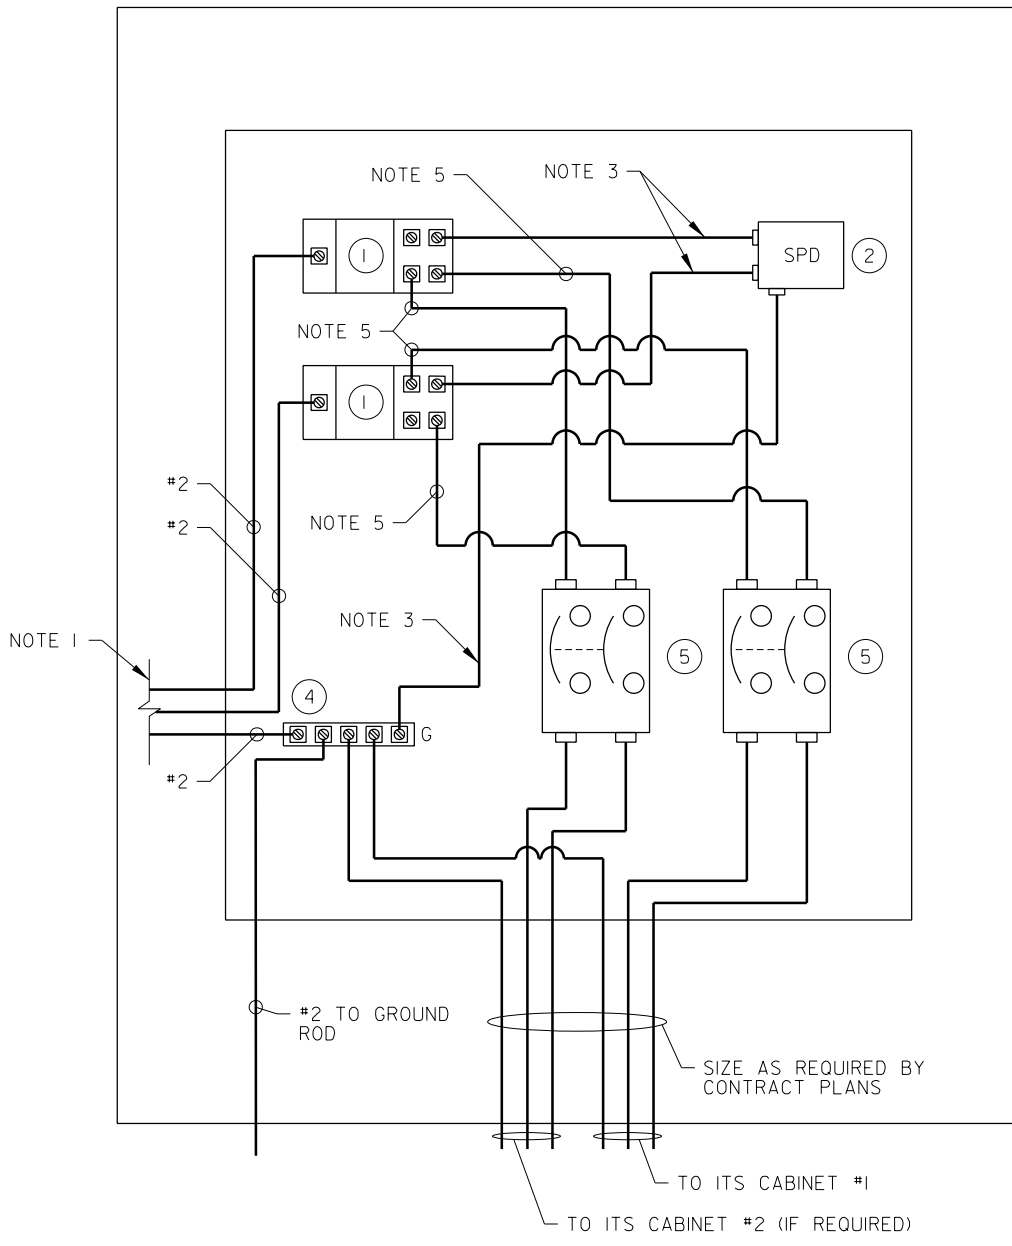 NOTE 5
NOTE 3
1
SPD
2
NOTE 5
1
#2
#2
NOTE 5
NOTE 3
NOTE 1
5
5
4
G
#2
#2 TO GROUND
ROD
SIZE AS REQUIRED BY
CONTRACT PLANS
TO ITS CABINET #1
TO ITS CABINET #2 (IF REQUIRED)